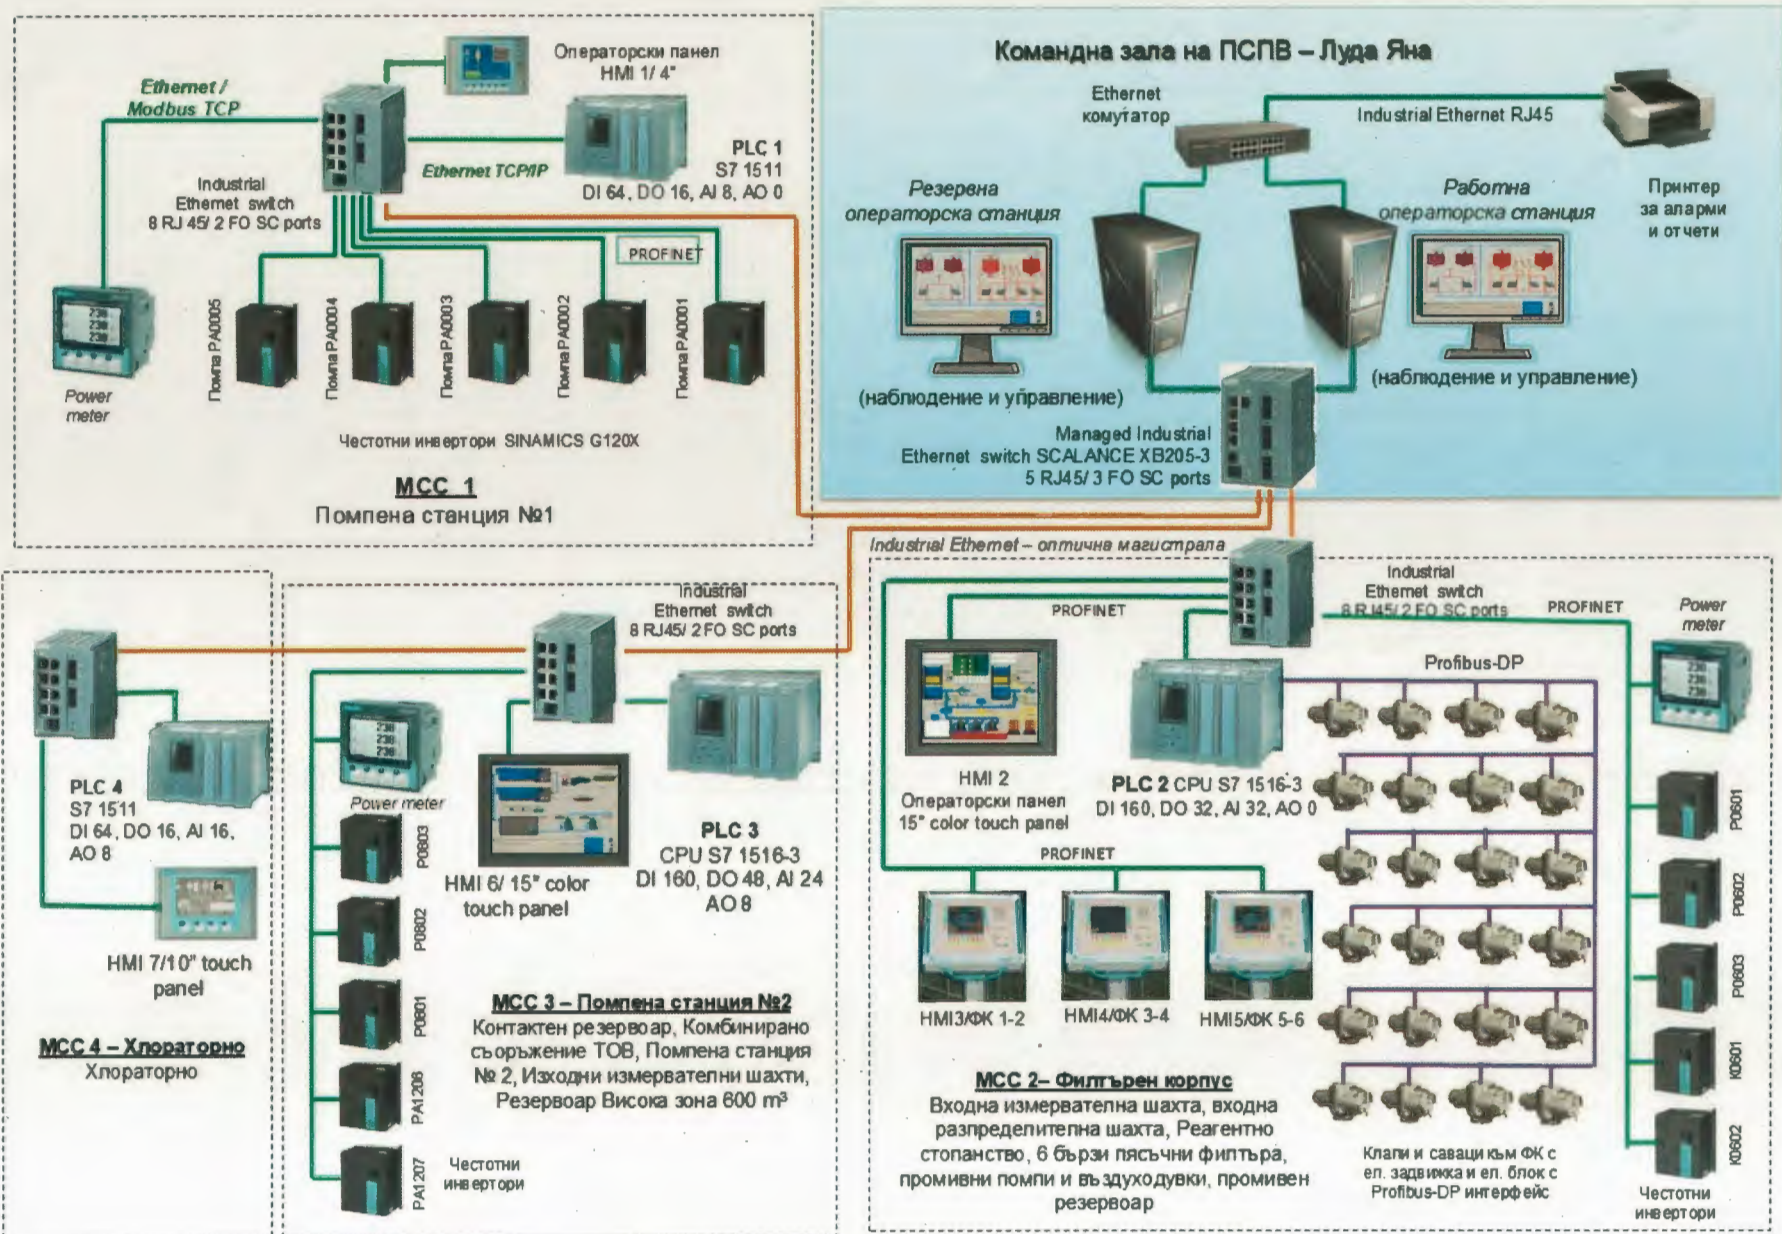 Операторски панел
HMI 1/ 4"
Ethernet /
Modbus TCP
PLC 1
S7 1511
DI 64, DO 16, AI 8, AO 0
Ethernet TCP/IP
Industrial
Ethernet switch
8 RJ 45/ 2 FO SC ports
PROFINET
Помпа PA0005
Помпа PA0004
Помпа PA0003
Помпа PA0002
Помпа PA0001
238
238
238
Power
meter
Честотни инвертори SINAMICS G120X
МСС 1
Помпена станция №1
Командна зала на ПСПВ – Луда Яна
Ethernet
комутатор
Industrial Ethernet RJ45
Резервна
операторска станция
Работна
операторска станция
Принтер
за аларми
и отчети
(наблюдение и управление)
(наблюдение и управление)
Managed Industrial
Ethernet switch SCALANCE XB205-3
5 RJ45/ 3 FO SC ports
Industrial Ethernet – оптична магистрала
PLC 4
S7 1511
DI 64, DO 16, AI 16,
AO 8
HMI 7/10" touch
panel
МСС 4 – Хлораторно
Хлораторно
Industrial
Ethernet switch
8 RJ45/ 2 FO SC ports
238
238
238
Power meter
P0803
P0802
P0801
PA1208
PA1207
HMI 6/ 15" color
touch panel
PLC 3
CPU S7 1516-3
DI 160, DO 48, AI 24
AO 8
МСС 3 – Помпена станция №2
Контактен резервоар, Комбинирано
съоръжение ТОВ, Помпена станция
№ 2, Изходни измервателни шахти,
Резервоар Висока зона 600 m³
Честотни
инвертори
Industrial
Ethernet switch
8 RJ45/ 2 FO SC ports
PROFINET
PROFINET
Power
meter
Profibus-DP
HMI 2
Операторски панел
15" color touch panel
PLC 2 CPU S7 1516-3
DI 160, DO 32, AI 32, AO 0
PROFINET
HMI3/ФК 1-2
HMI4/ФК 3-4
HMI5/ФК 5-6
P0601
P0602
P0603
K0601
K0602
МСС 2– Филтърен корпус
Входна измервателна шахта, входна
разпределителна шахта, Реагентно
стопанство, 6 бързи пясъчни филтъра,
промивни помпи и въздуходувки, промивен
резервоар
Клапи и саваци към ФК с
ел. задвижка и ел. блок с
Profibus-DP интерфейс
Честотни
инвертори